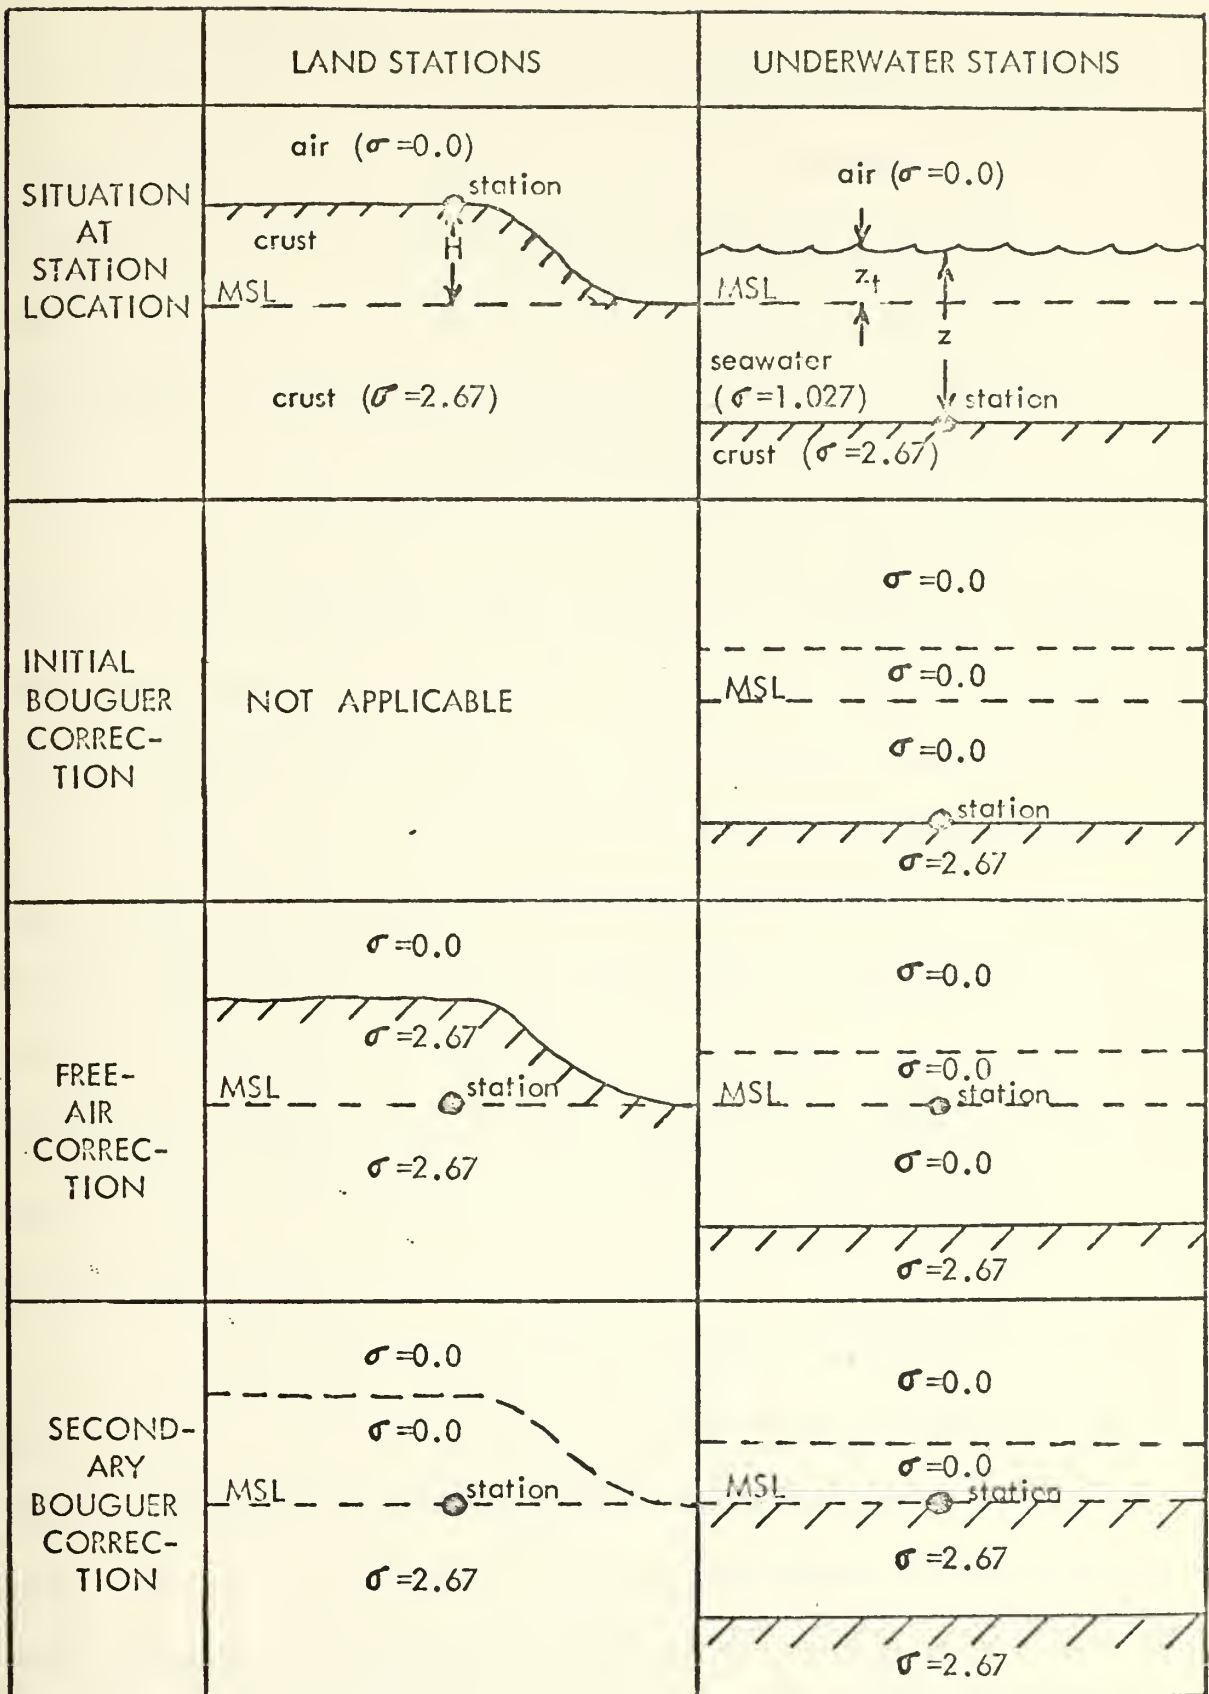 LAND STATIONS
UNDERWATER STATIONS
SITUATION
AT
STATION
LOCATION
air (σ=0.0)
station
crust
H
MSL
crust (σ=2.67)
air (σ=0.0)
MSL
z_t
z
seawater
(σ=1.027)
station
crust (σ=2.67)
INITIAL
BOUGUER
CORREC-
TION
NOT APPLICABLE
σ=0.0
σ=0.0
MSL
σ=0.0
station
σ=2.67
FREE-
AIR
CORREC-
TION
σ=0.0
σ=2.67
MSL
station
σ=2.67
σ=0.0
σ=0.0
MSL
station
σ=0.0
σ=2.67
SECOND-
ARY
BOUGUER
CORREC-
TION
σ=0.0
σ=0.0
MSL
station
σ=2.67
σ=0.0
σ=0.0
MSL
station
σ=2.67
σ=2.67